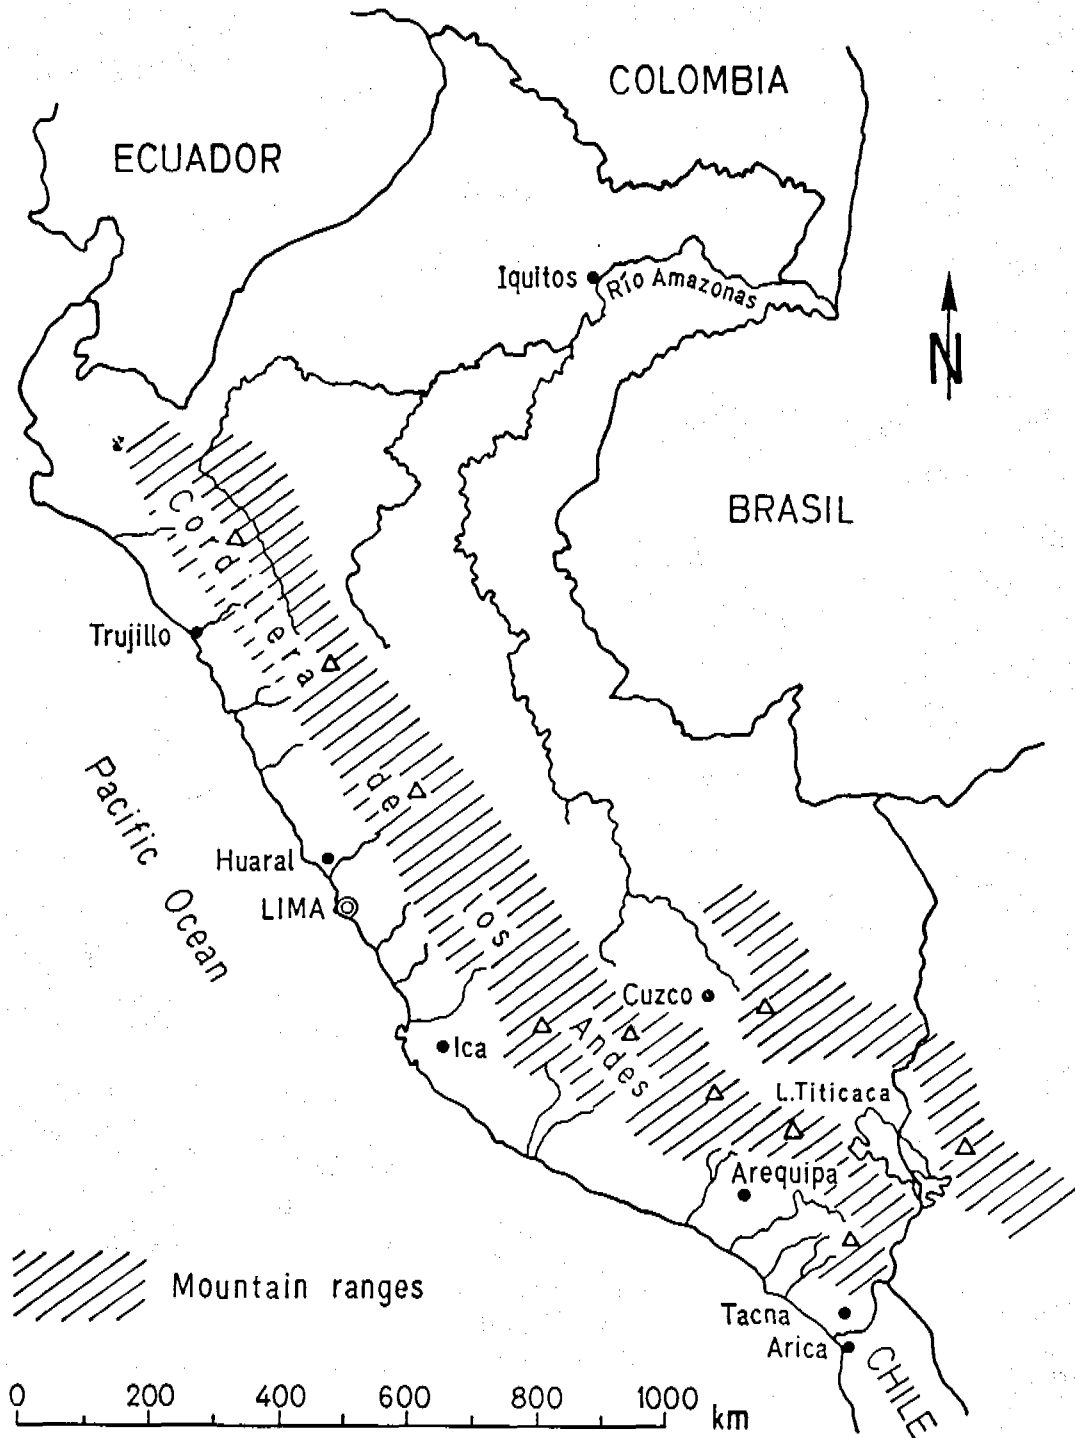 COLOMBIA
ECUADOR
Iquitos
Río Amazonas
N
BRASIL
Cordillera
de
los
Andes
Trujillo
Pacific Ocean
Huaral
LIMA
Cuzco
Ica
L.Titicaca
Arequipa
Mountain ranges
Tacna
Arica
CHILE
0 200 400 600 800 1000 km